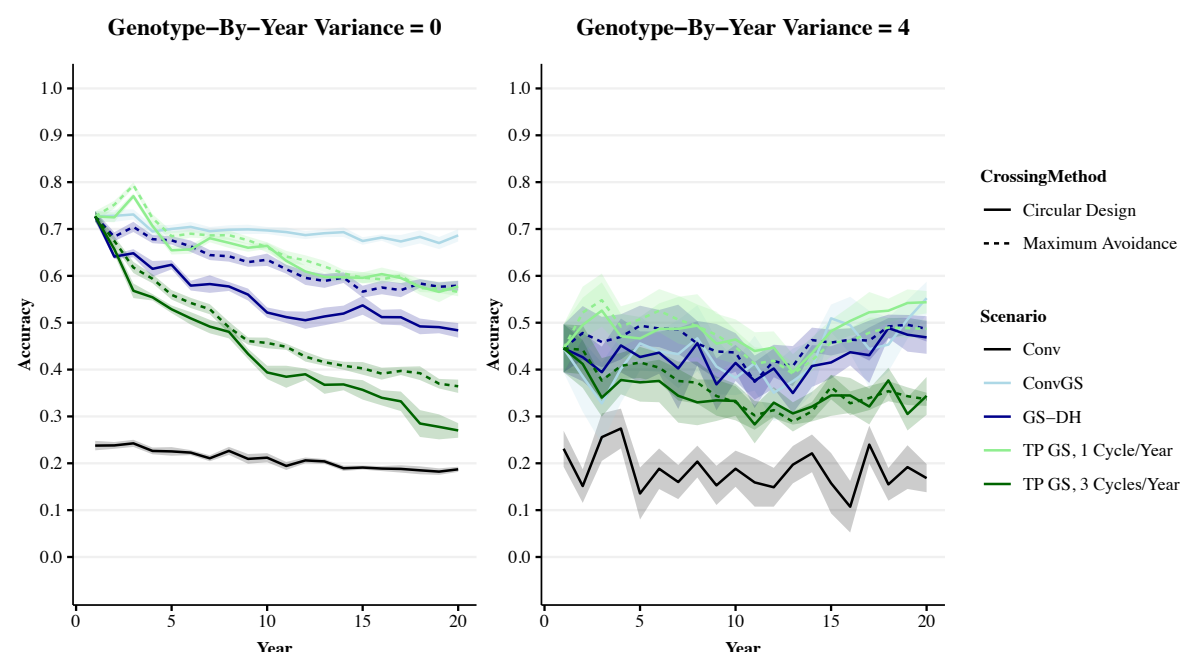 Genotype−By−Year Variance = 0
Genotype−By−Year Variance = 4
1.0
0.9
0.8
0.7
0.6
0.5
0.4
0.3
0.2
0.1
0.0
Accuracy
0
5
10
15
20
Year
1.0
0.9
0.8
0.7
0.6
0.5
0.4
0.3
0.2
0.1
0.0
Accuracy
0
5
10
15
20
Year
CrossingMethod
Circular Design
Maximum Avoidance
Scenario
Conv
ConvGS
GS−DH
TP GS, 1 Cycle/Year
TP GS, 3 Cycles/Year